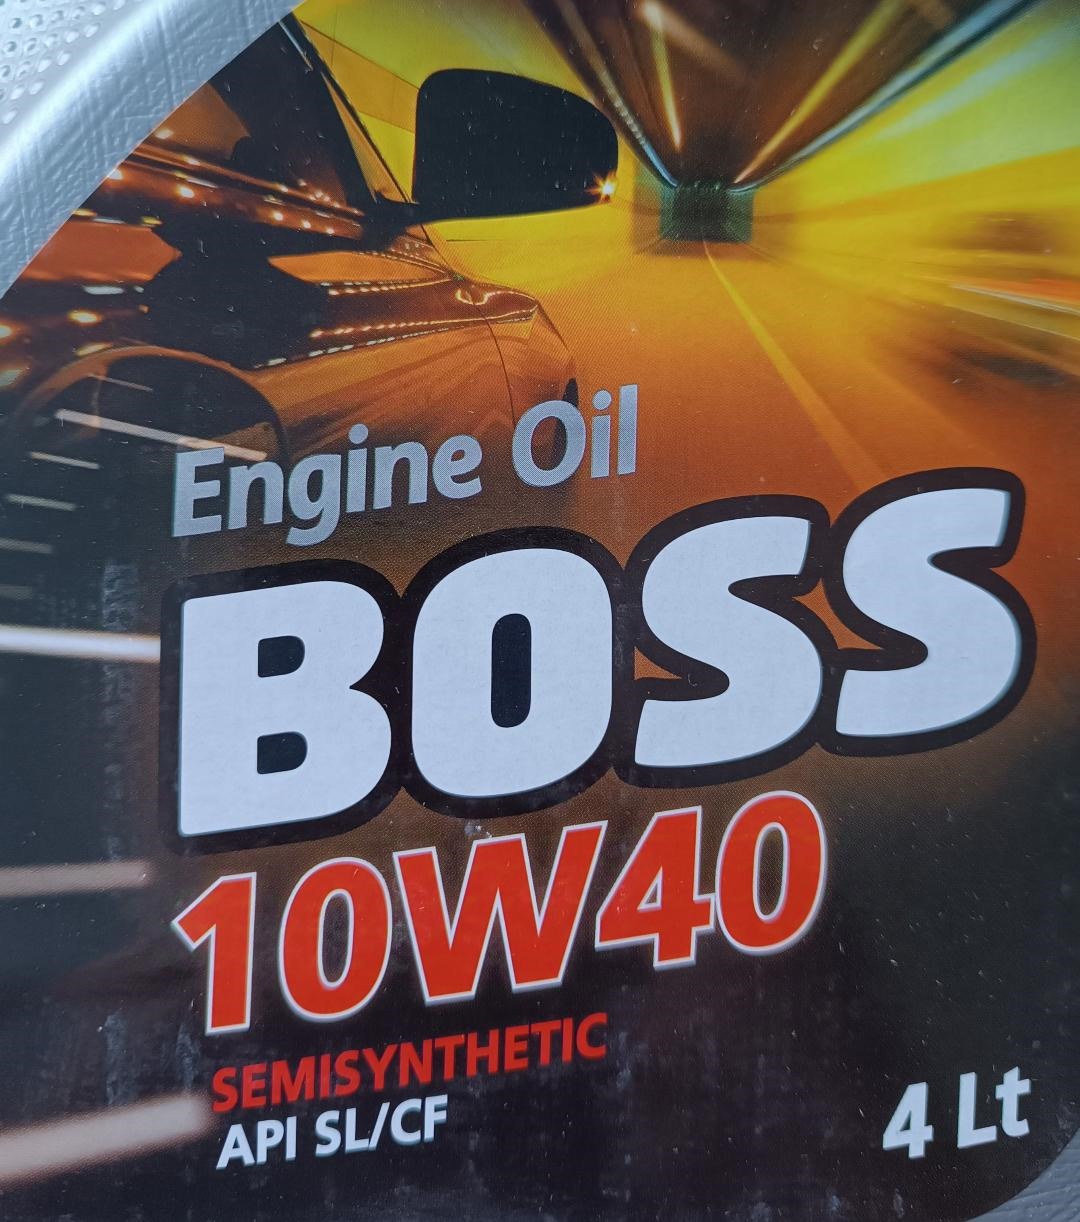 Engine Oil
BOSS
10W40
SEMISYNTHETIC
API SL/CF
4 Lt